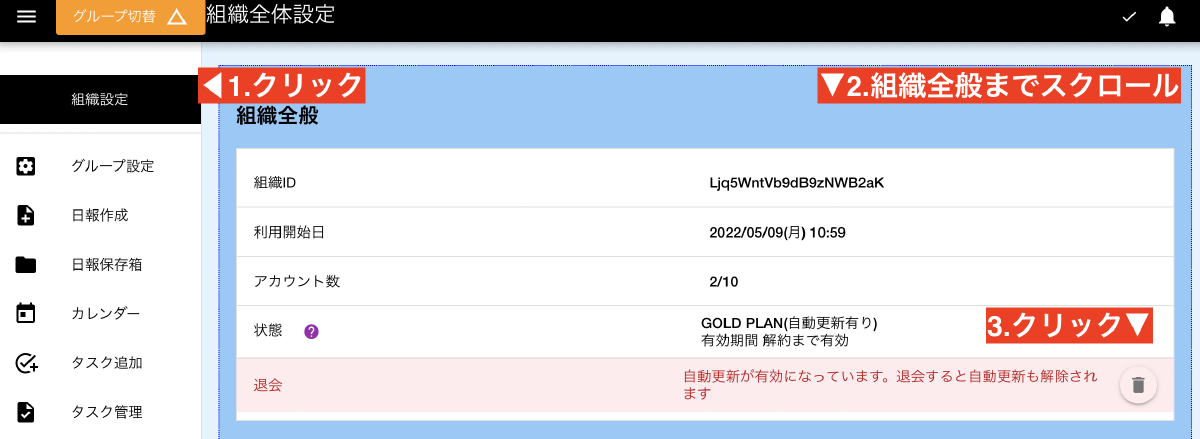 グループ切替
組織全体設定
◀1.クリック
▼2.組織全般までスクロール
組織設定
組織全般
グループ設定
日報作成
日報保存箱
カレンダー
タスク追加
タスク管理
組織ID
Ljq5WntVb9dB9zNWB2aK
利用開始日
2022/05/09(月) 10:59
アカウント数
2/10
状態
?
GOLD PLAN(自動更新有り)
有効期間 解約まで有効
3.クリック▼
退会
自動更新が有効になっています。退会すると自動更新も解除され
ます